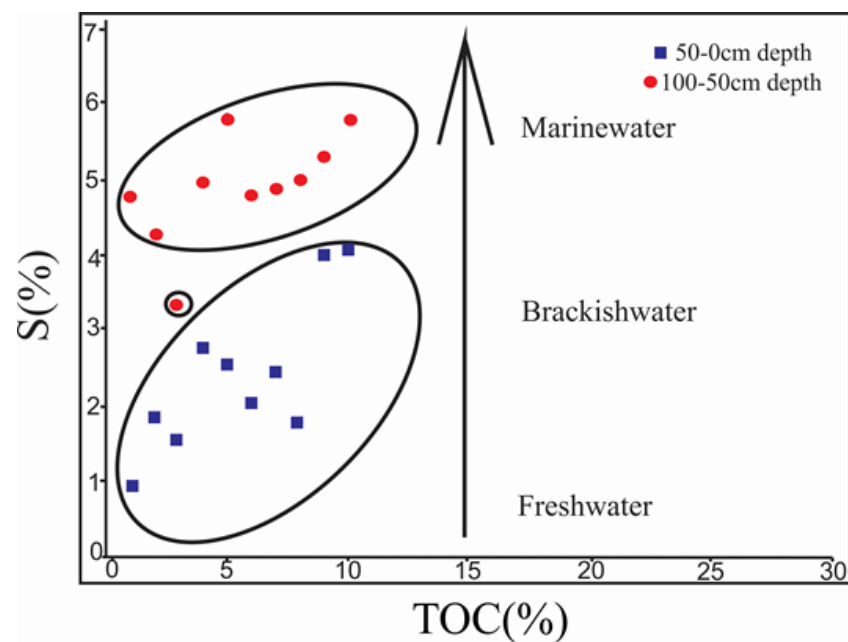 7
6
5
4
3
2
1
0
S(%)
50-0cm depth
100-50cm depth
Marinewater
Brackishwater
Freshwater
0 5 10 15 20 25 30
TOC(%)